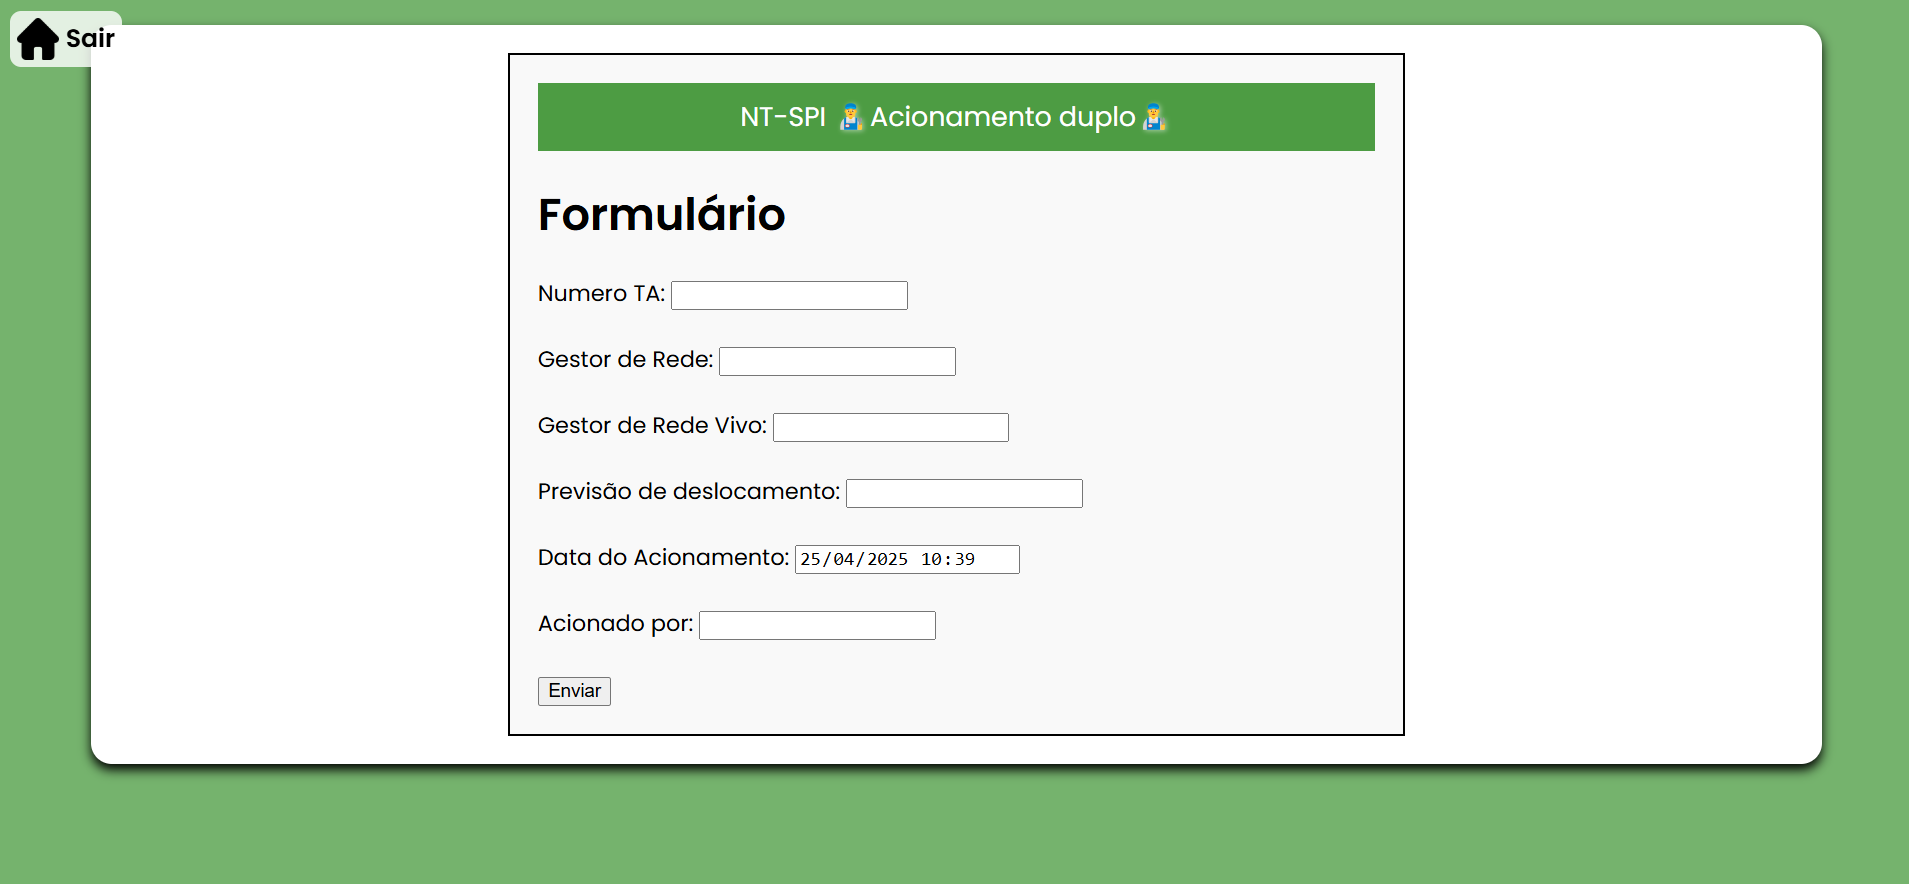 Sair
NT-SPI 👨‍🔧Acionamento duplo👨‍🔧
Formulário
Numero TA:
Gestor de Rede:
Gestor de Rede Vivo:
Previsão de deslocamento:
Data do Acionamento: 25/04/2025 10:39
Acionado por:
Enviar